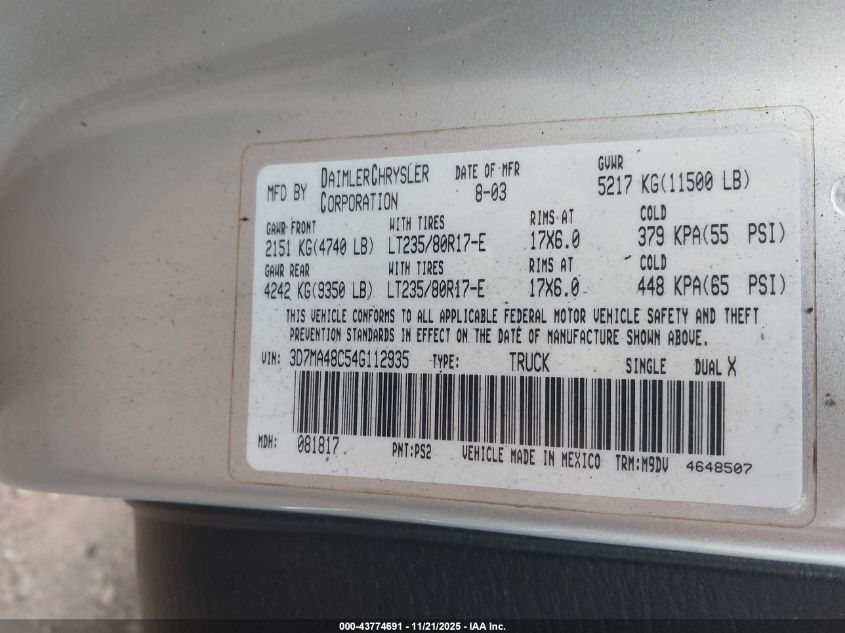 MFD BY DAIMLERCHRYSLER CORPORATION DATE OF MFR 8-03 GVWR 5217 KG(11500 LB)
GAWR FRONT WITH TIRES RIMS AT COLD
2151 KG(4740 LB) LT235/80R17-E 17X6.0 379 KPA(55 PSI)
GAWR REAR WITH TIRES RIMS AT COLD
4242 KG(9350 LB) LT235/80R17-E 17X6.0 448 KPA(65 PSI)
THIS VEHICLE CONFORMS TO ALL APPLICABLE FEDERAL MOTOR VEHICLE SAFETY AND THEFT
PREVENTION STANDARDS IN EFFECT ON THE DATE OF MANUFACTURE SHOWN ABOVE.
VIN: 3D7MA48C54G112935 TYPE: TRUCK SINGLE DUAL X
MDH: 081817 PNT:PS2 VEHICLE MADE IN MEXICO TRM:M9DV 4648507
000-43774691 - 11/21/2025 - IAA Inc.